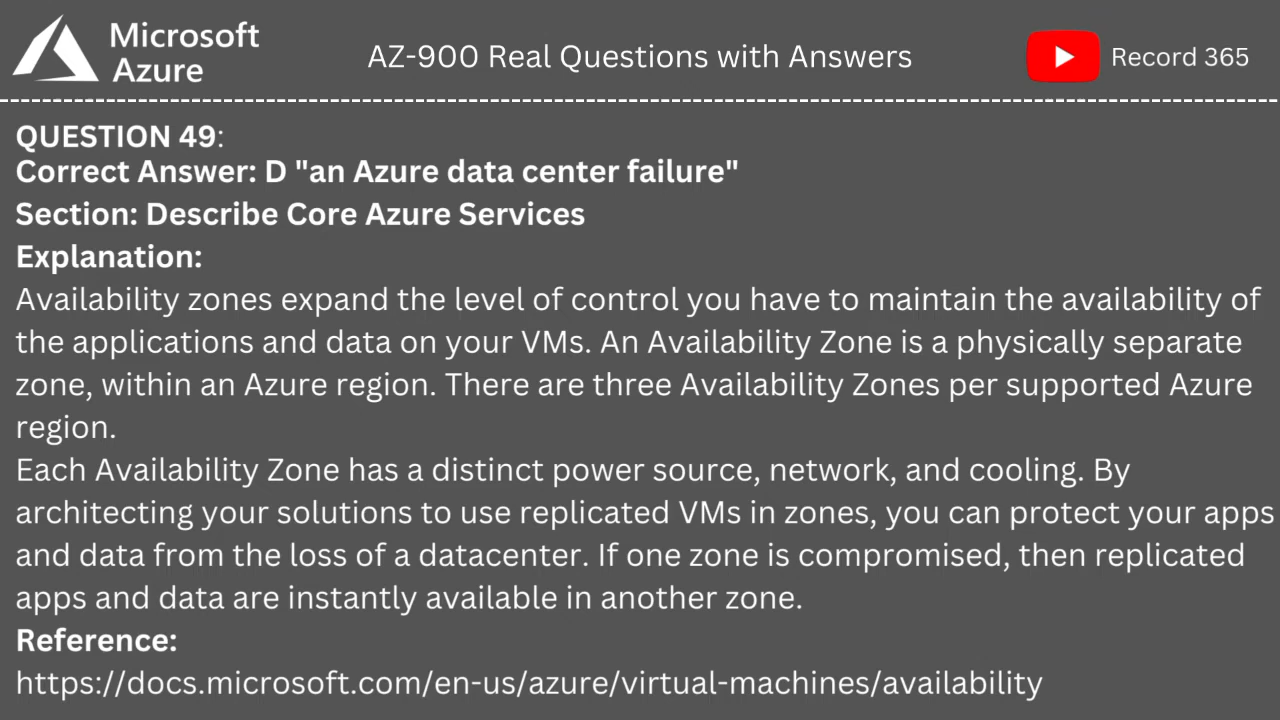 Microsoft
Azure
AZ-900 Real Questions with Answers
Record 365
QUESTION 49:
Correct Answer: D "an Azure data center failure"
Section: Describe Core Azure Services
Explanation:
Availability zones expand the level of control you have to maintain the availability of
the applications and data on your VMs. An Availability Zone is a physically separate
zone, within an Azure region. There are three Availability Zones per supported Azure
region.
Each Availability Zone has a distinct power source, network, and cooling. By
architecting your solutions to use replicated VMs in zones, you can protect your apps
and data from the loss of a datacenter. If one zone is compromised, then replicated
apps and data are instantly available in another zone.
Reference:
https://docs.microsoft.com/en-us/azure/virtual-machines/availability